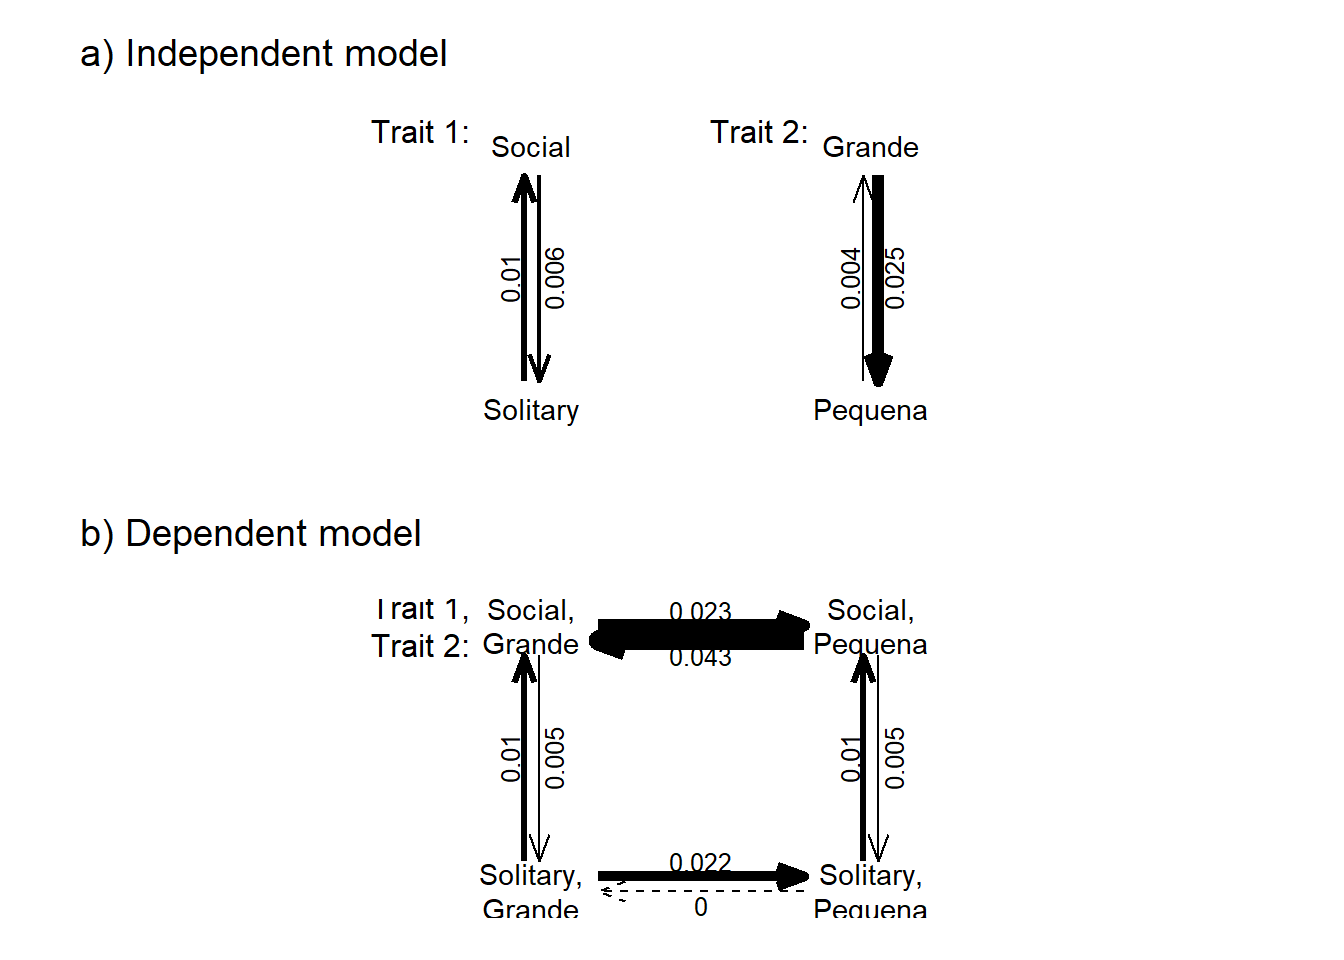 a) Independent model
Trait 1:
Social
Trait 2:
Grande
0.01
0.006
0.004
0.025
Solitary
Pequena
b) Dependent model
Trait 1,
Social,
0.023
Social,
Trait 2:
Grande
0.043
Pequena
0.01
0.005
0.01
0.005
Solitary,
0.022
Solitary,
Grande
0
Pequena